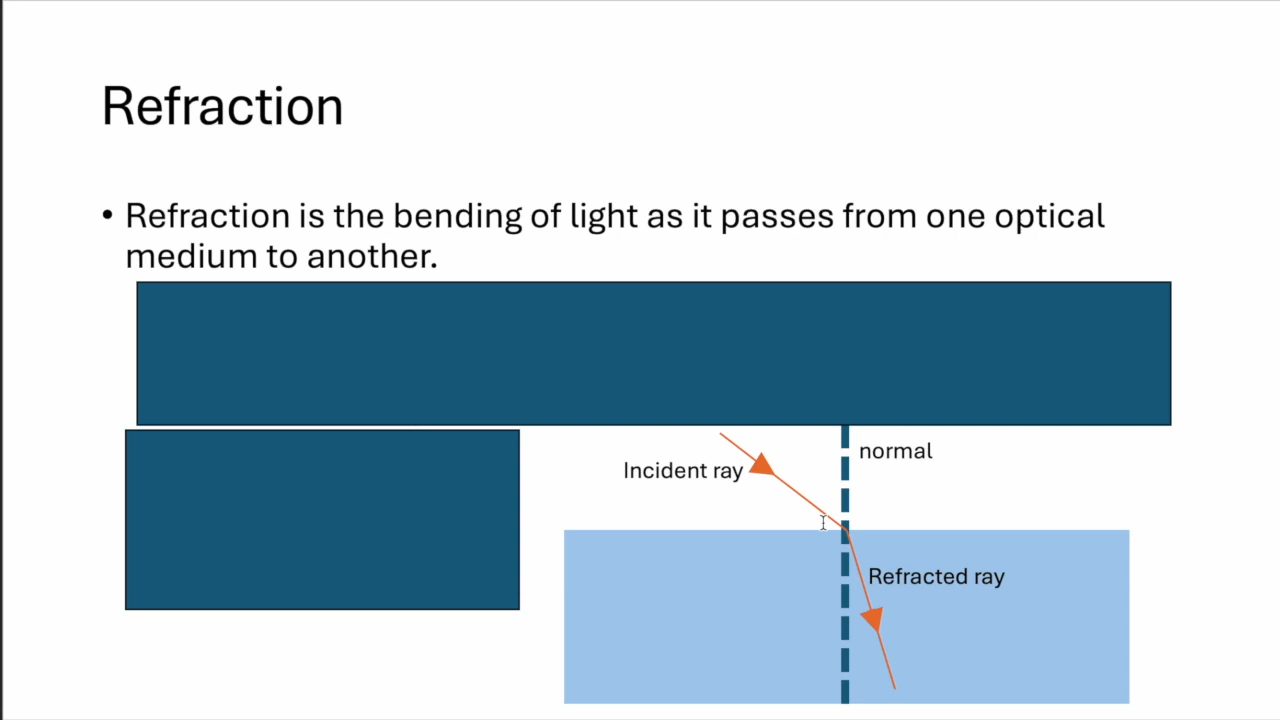 Refraction
• Refraction is the bending of light as it passes from one optical
medium to another.
normal
Incident ray
Refracted ray